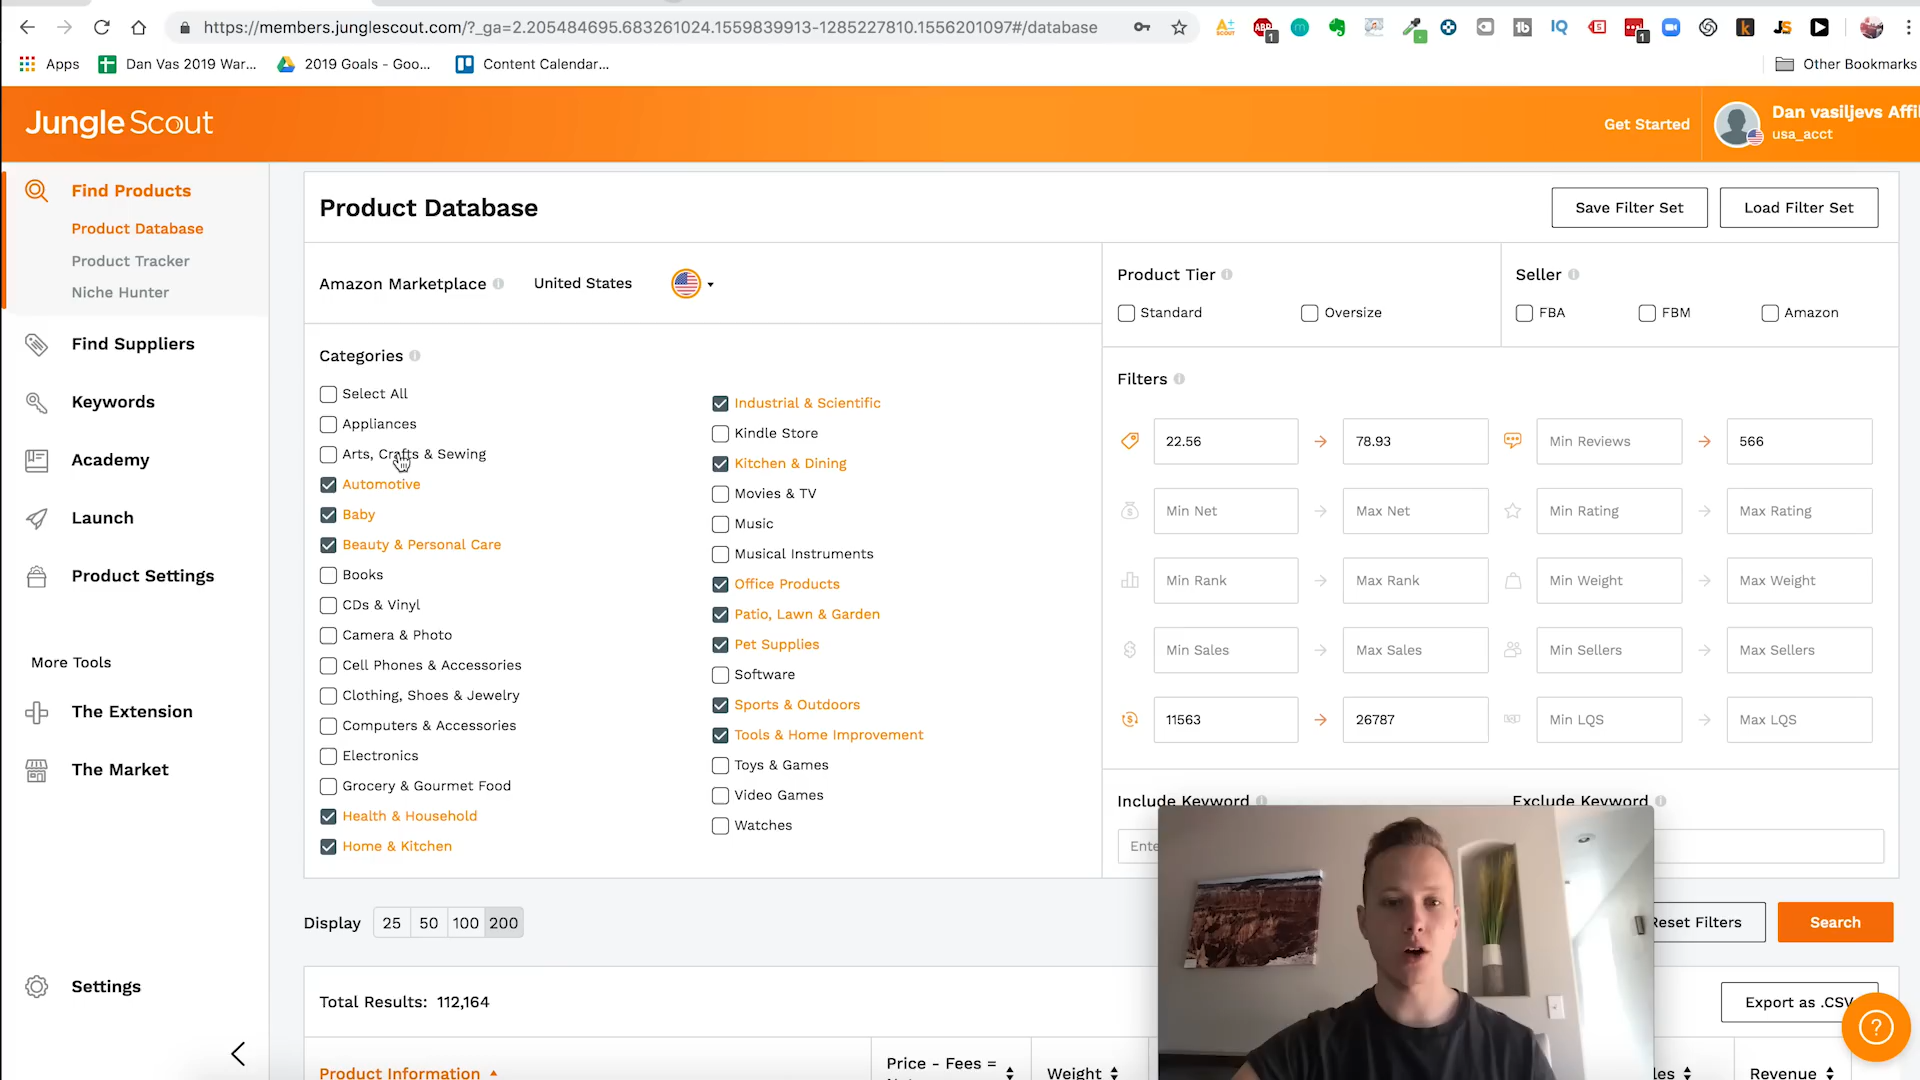 https://members.junglescout.com/?_ga=2.205484695.683261024.1559839913-1285227810.1556201097#/database
Apps
Dan Vas 2019 War...
2019 Goals - Goo...
Content Calendar...
Other Bookmarks
Jungle Scout
Get Started
Dan vasiljevs Affil
usa_acct
Find Products
Product Database
Product Tracker
Niche Hunter
Find Suppliers
Keywords
Academy
Launch
Product Settings
More Tools
The Extension
The Market
Settings
Product Database
Save Filter Set
Load Filter Set
Amazon Marketplace
United States
Product Tier
Standard
Oversize
Seller
FBA
FBM
Amazon
Categories
Select All
Appliances
Arts, Crafts & Sewing
Automotive
Baby
Beauty & Personal Care
Books
CDs & Vinyl
Camera & Photo
Cell Phones & Accessories
Clothing, Shoes & Jewelry
Computers & Accessories
Electronics
Grocery & Gourmet Food
Health & Household
Home & Kitchen
Industrial & Scientific
Kindle Store
Kitchen & Dining
Movies & TV
Music
Musical Instruments
Office Products
Patio, Lawn & Garden
Pet Supplies
Software
Sports & Outdoors
Tools & Home Improvement
Toys & Games
Video Games
Watches
Filters
22.56
78.93
Min Reviews
566
Min Net
Max Net
Min Rating
Max Rating
Min Rank
Max Rank
Min Weight
Max Weight
Min Sales
Max Sales
Min Sellers
Max Sellers
11563
26787
Min LQS
Max LQS
Include Keyword
Exclude Keyword
Ente
Display
25
50
100
200
Reset Filters
Search
Total Results: 112,164
Export as .CSV
Product Information
Price - Fees =
Weight
les
Revenue